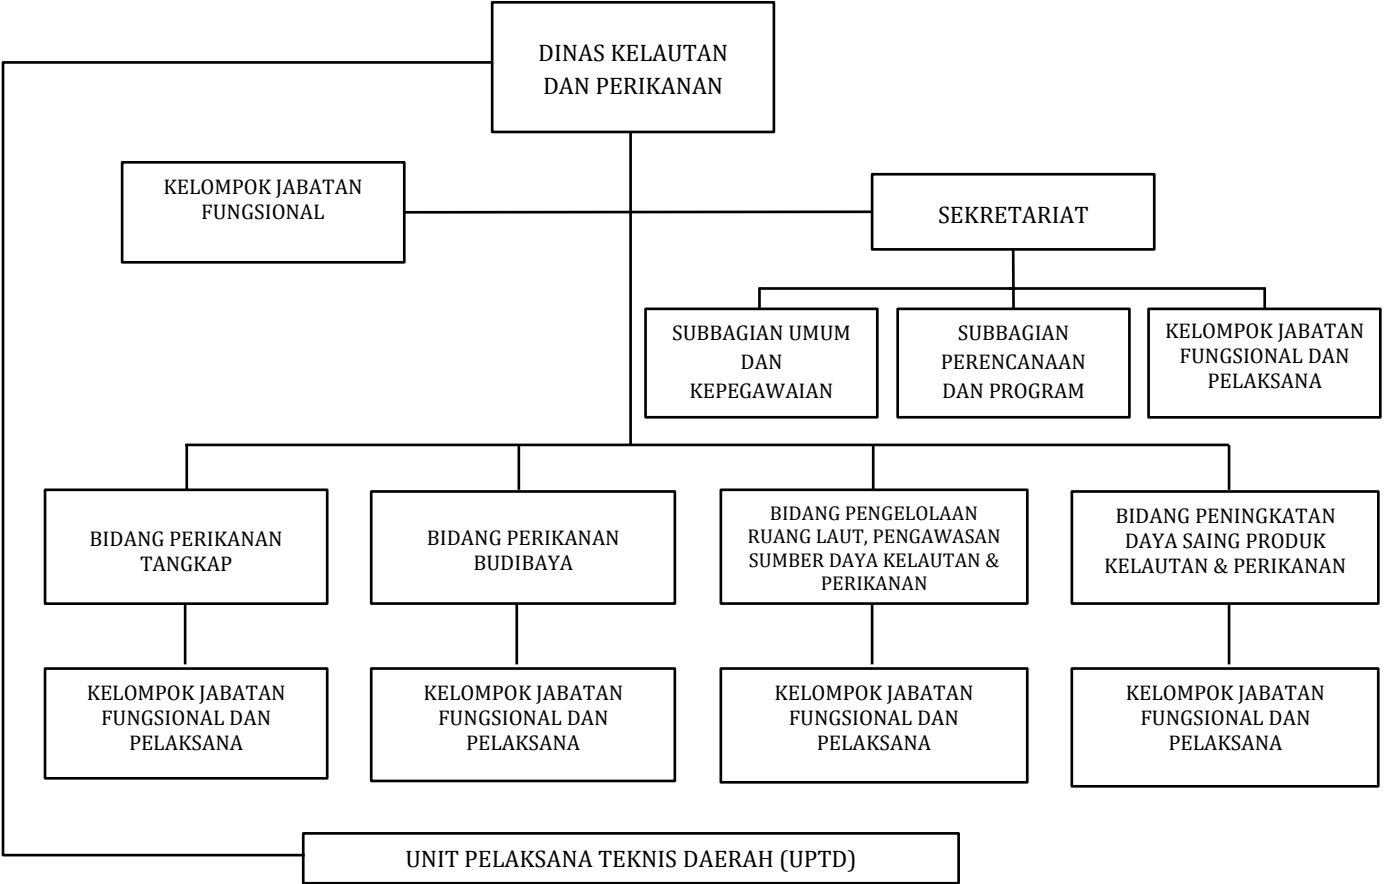 DINAS KELAUTAN
DAN PERIKANAN
KELOMPOK JABATAN
FUNGSIONAL
SEKRETARIAT
SUBBAGIAN UMUM
DAN
KEPEGAWAIAN
SUBBAGIAN
PERENCANAAN
DAN PROGRAM
KELOMPOK JABATAN
FUNGSIONAL DAN
PELAKSANA
BIDANG PERIKANAN
TANGKAP
BIDANG PERIKANAN
BUDIBAYA
BIDANG PENGELOLAAN
RUANG LAUT, PENGAWASAN
SUMBER DAYA KELAUTAN &
PERIKANAN
BIDANG PENINGKATAN
DAYA SAING PRODUK
KELAUTAN & PERIKANAN
KELOMPOK JABATAN
FUNGSIONAL DAN
PELAKSANA
KELOMPOK JABATAN
FUNGSIONAL DAN
PELAKSANA
KELOMPOK JABATAN
FUNGSIONAL DAN
PELAKSANA
KELOMPOK JABATAN
FUNGSIONAL DAN
PELAKSANA
UNIT PELAKSANA TEKNIS DAERAH (UPTD)